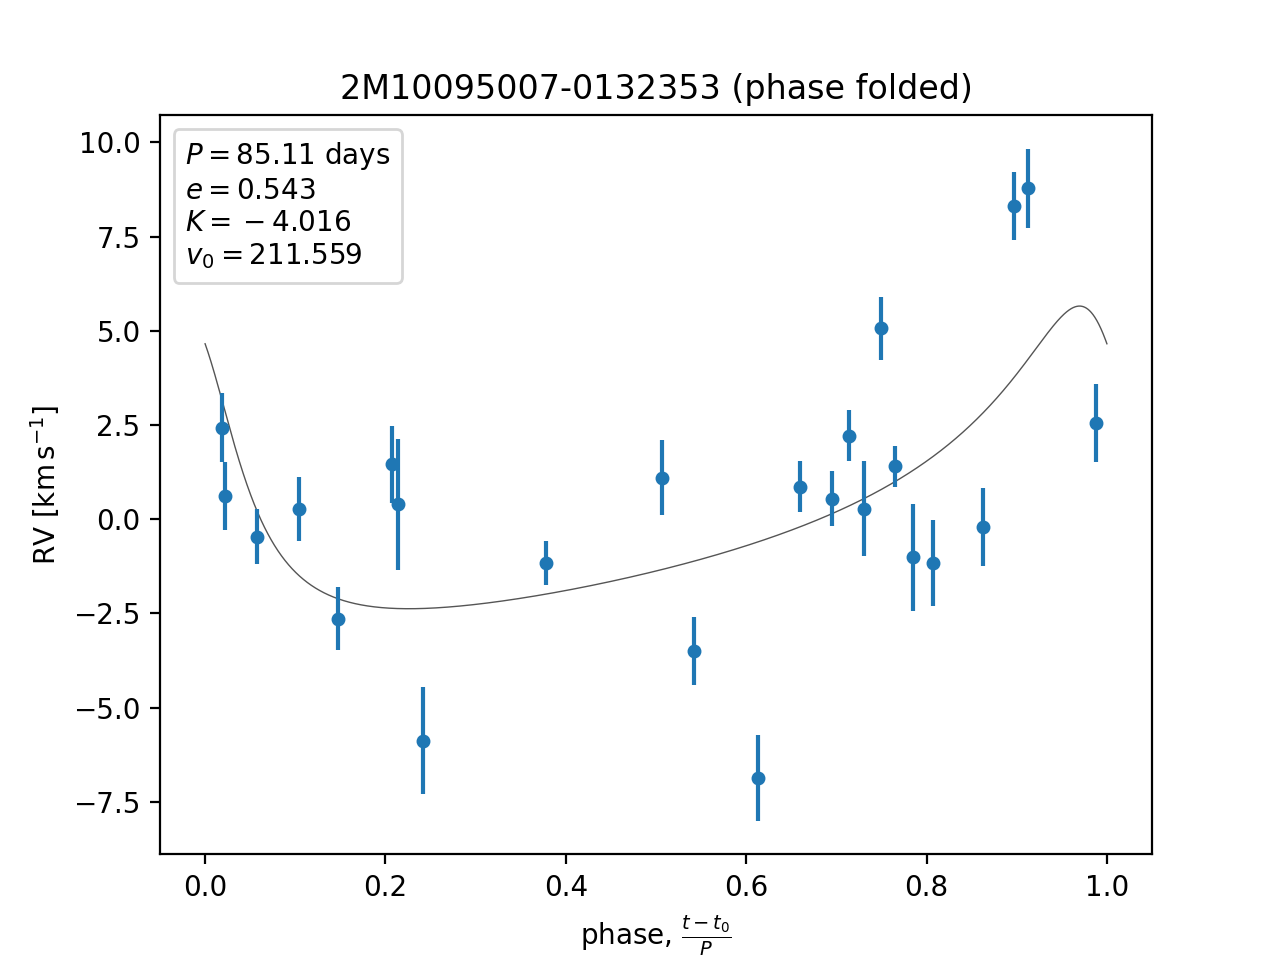 2M10095007-0132353 (phase folded)
P = 85.11 days
e = 0.543
K = − 4.016
v₀ = 211.559
10.0
7.5
5.0
2.5
0.0
−2.5
−5.0
−7.5
RV [km s⁻¹]
0.0 0.2 0.4 0.6 0.8 1.0
phase, (t − t₀)/P